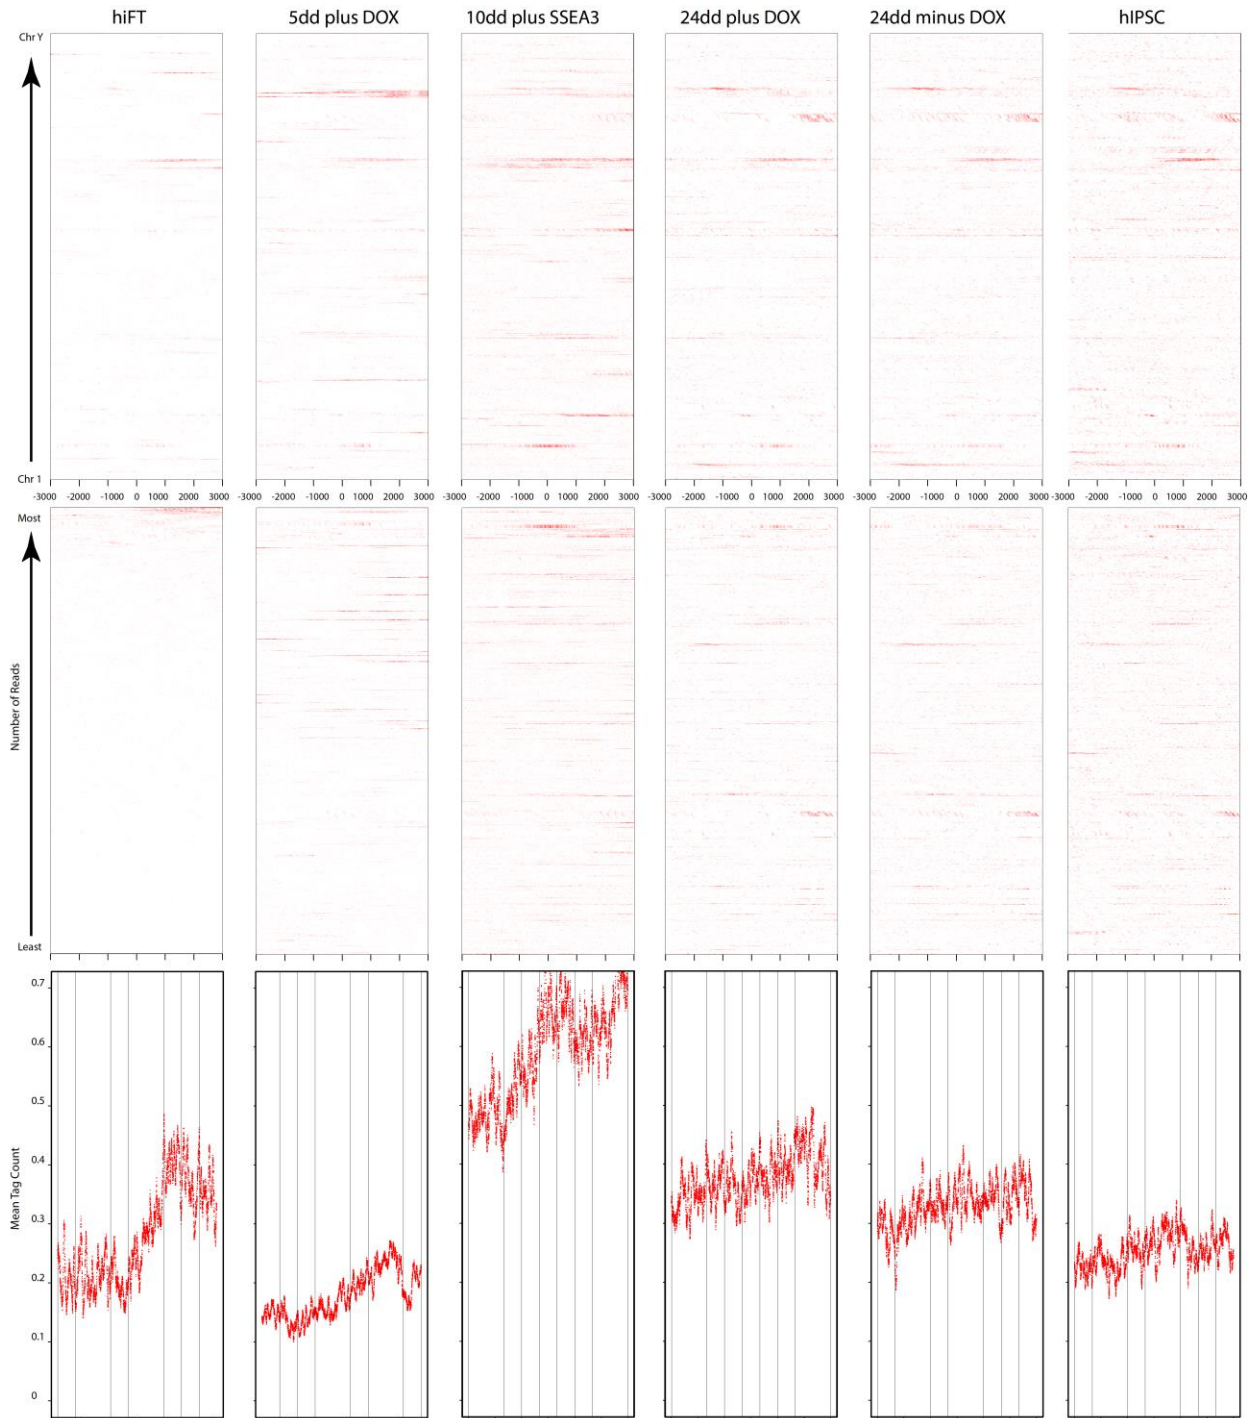 hiFT 5dd plus DOX 10dd plus SSEA3 24dd plus DOX 24dd minus DOX hIPSC
Chr Y
Chr 1
-3000 -2000 -1000 0 1000 2000 3000 -3000 -2000 -1000 0 1000 2000 3000 -3000 -2000 -1000 0 1000 2000 3000 -3000 -2000 -1000 0 1000 2000 3000 -3000 -2000 -1000 0 1000 2000 3000 -3000 -2000 -1000 0 1000 2000 3000
Most
Number of Reads
Least
0.7
0.6
0.5
0.4
Mean Tag Count
0.3
0.2
0.1
0